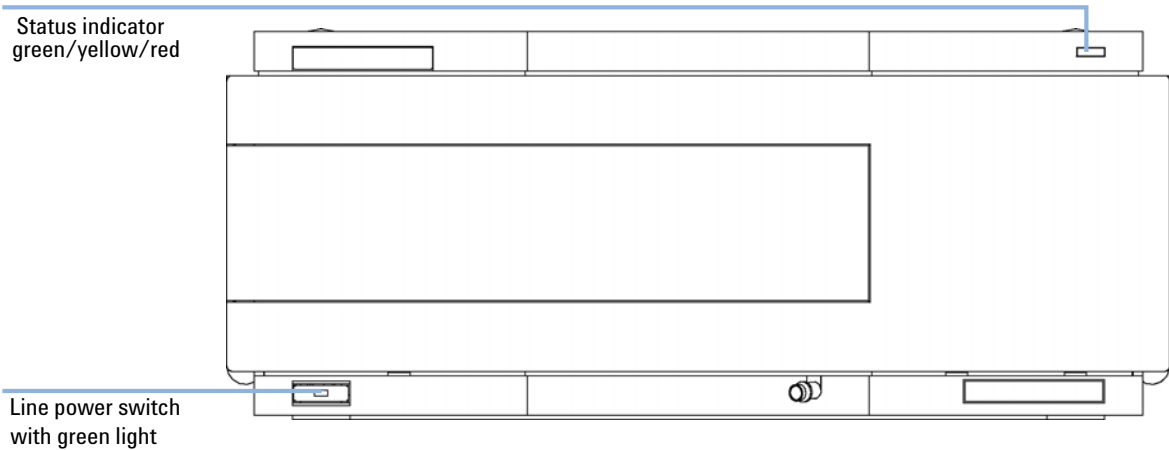 Status indicator
green/yellow/red
Line power switch
with green light